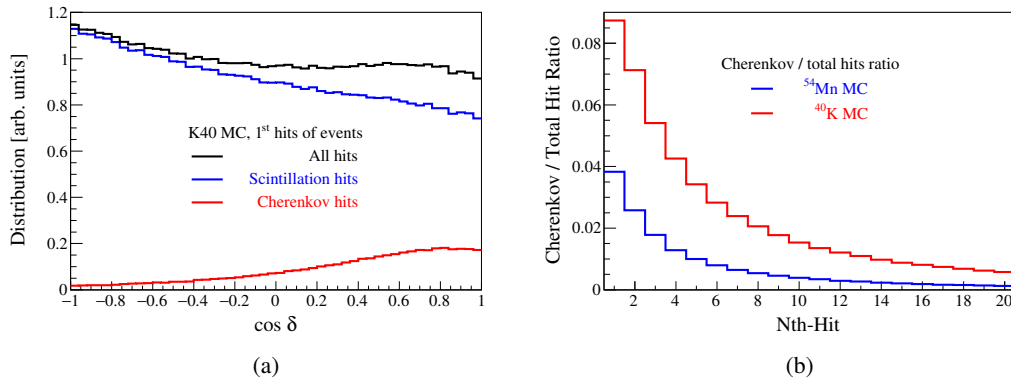 1.2
1
0.8
0.6
0.4
0.2
0
Distribution [arb. units]
K40 MC, 1st hits of events
All hits
Scintillation hits
Cherenkov hits
−1 −0.8 −0.6 −0.4 −0.2 0 0.2 0.4 0.6 0.8 1
cos δ
(a)
0.08
0.06
0.04
0.02
0
Cherenkov / Total Hit Ratio
Cherenkov / total hits ratio
54Mn MC
40K MC
2 4 6 8 10 12 14 16 18 20
Nth-Hit
(b)